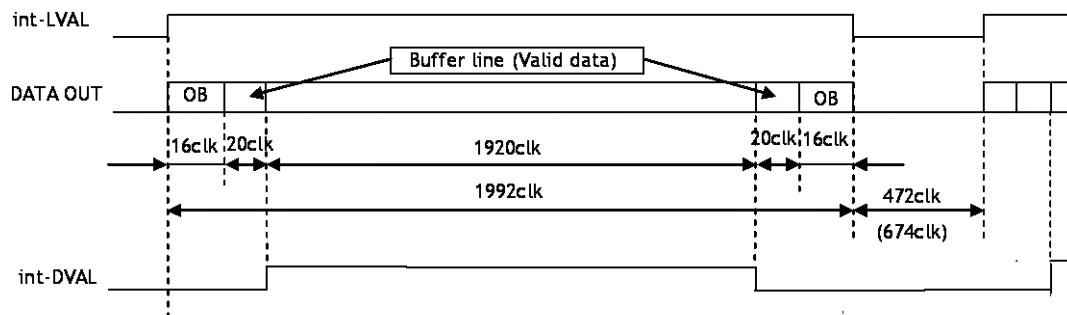 int-LVAL
Buffer line (Valid data)
DATA OUT
OB
OB
16clk
20clk
1920clk
20clk
16clk
1992clk
472clk
(674clk)
int-DVAL